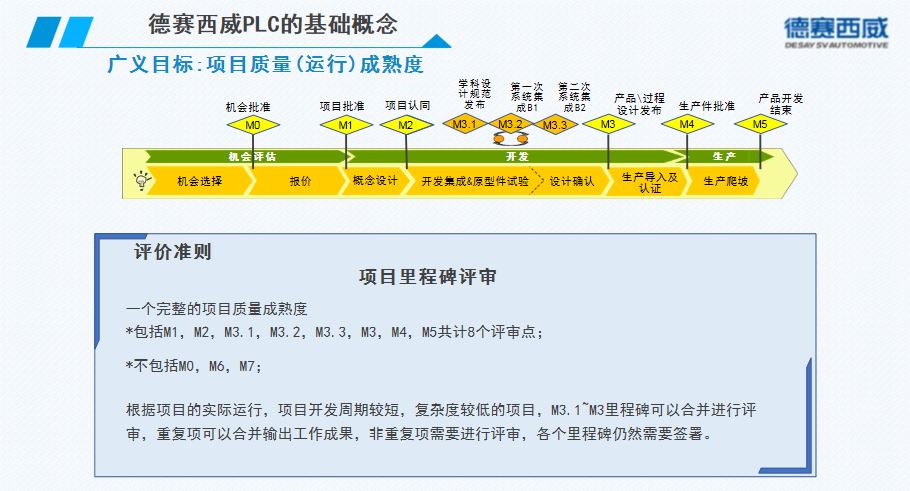 德赛西威PLC的基础概念
德赛西威
DESAY SV AUTOMOTIVE
广义目标:项目质量(运行)成熟度
机会批准
项目批准
项目认同
学科设
计规范
发布
第一次
系统集
成B1
第二次
系统集
成B2
产品\过程
设计发布
生产件批准
产品开发
结束
M0
M1
M2
M3.1
M3.2
M3.3
M3
M4
M5
机会评估
开发
生产
机会选择
报价
概念设计
开发集成&原型件试验
设计确认
生产导入及
认证
生产爬坡
评价准则
项目里程碑评审
一个完整的项目质量成熟度
*包括M1，M2，M3.1，M3.2，M3.3，M3，M4，M5共计8个评审点；
*不包括M0，M6，M7；
根据项目的实际运行，项目开发周期较短，复杂度较低的项目，M3.1~M3里程碑可以合并进行评
审，重复项可以合并输出工作成果，非重复项需要进行评审，各个里程碑仍然需要签署。